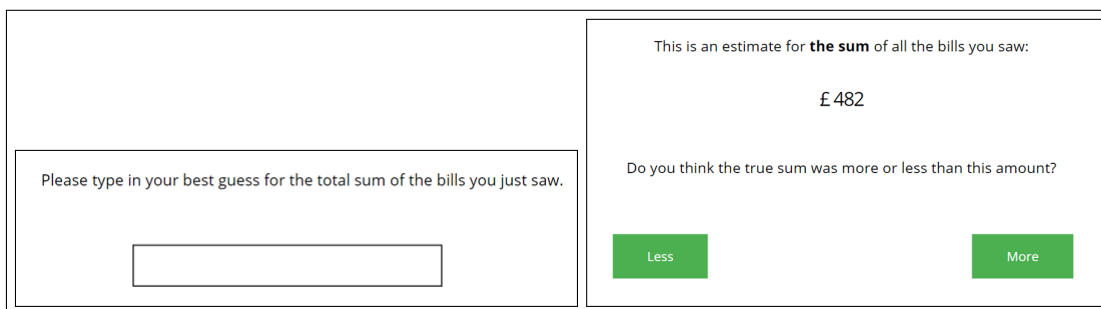 Please type in your best guess for the total sum of the bills you just saw.
This is an estimate for the sum of all the bills you saw:
£ 482
Do you think the true sum was more or less than this amount?
Less
More